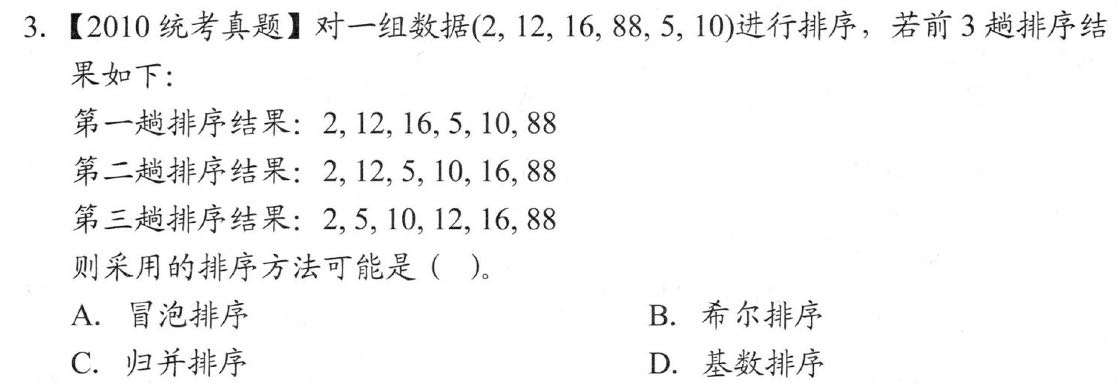 3. 【2010 统考真题】对一组数据(2, 12, 16, 88, 5, 10)进行排序，若前 3 趟排序结
果如下：
第一趟排序结果：2, 12, 16, 5, 10, 88
第二趟排序结果：2, 12, 5, 10, 16, 88
第三趟排序结果：2, 5, 10, 12, 16, 88
则采用的排序方法可能是（ ）。
A. 冒泡排序 B. 希尔排序
C. 归并排序 D. 基数排序